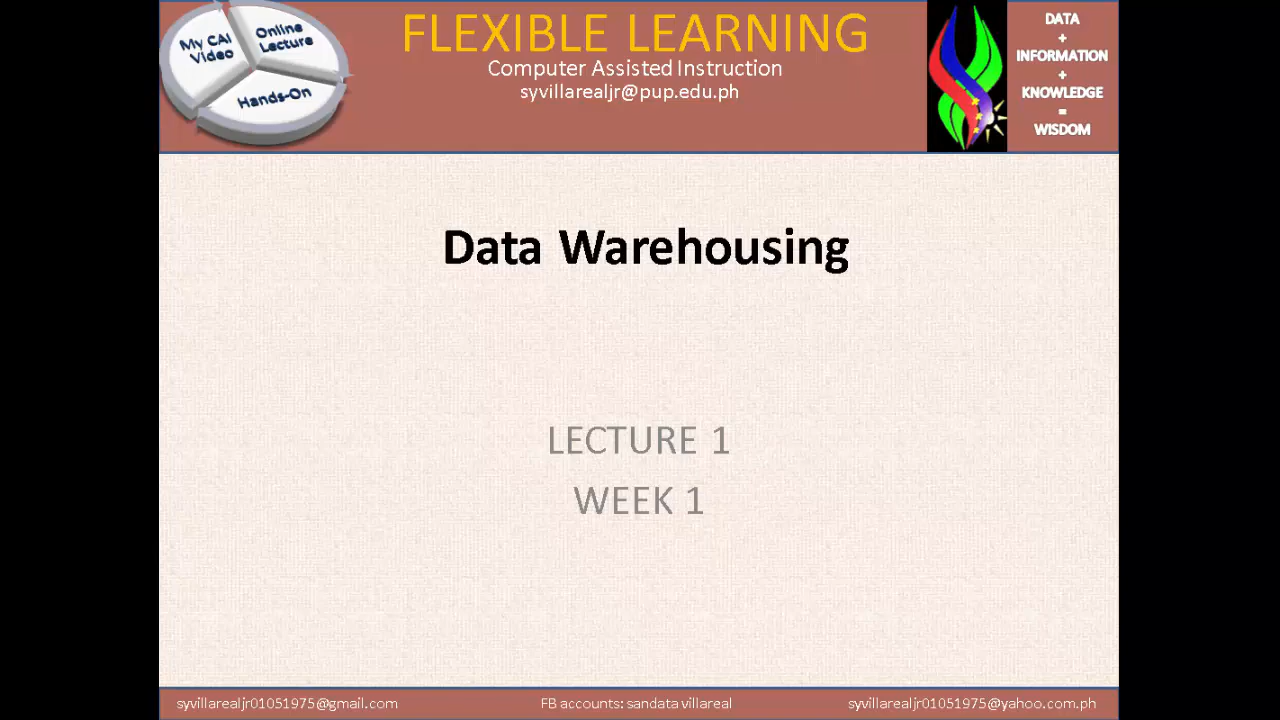 My CAI
Video
Online
Lecture
Hands-On
FLEXIBLE LEARNING
Computer Assisted Instruction
syvillarealjr@pup.edu.ph
DATA
+
INFORMATION
+
KNOWLEDGE
=
WISDOM
Data Warehousing
LECTURE 1
WEEK 1
syvillarealjr01051975@gmail.com
FB accounts: sandata villareal
syvillarealjr01051975@yahoo.com.ph